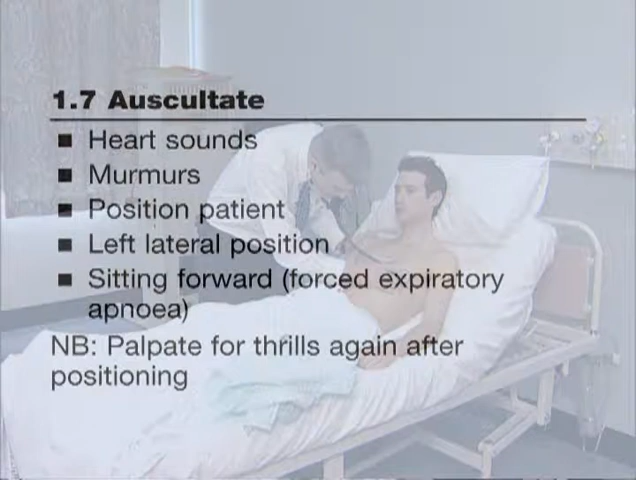 1.7 Auscultate
■ Heart sounds
■ Murmurs
■ Position patient
■ Left lateral position
■ Sitting forward (forced expiratory
apnoea)
NB: Palpate for thrills again after
positioning